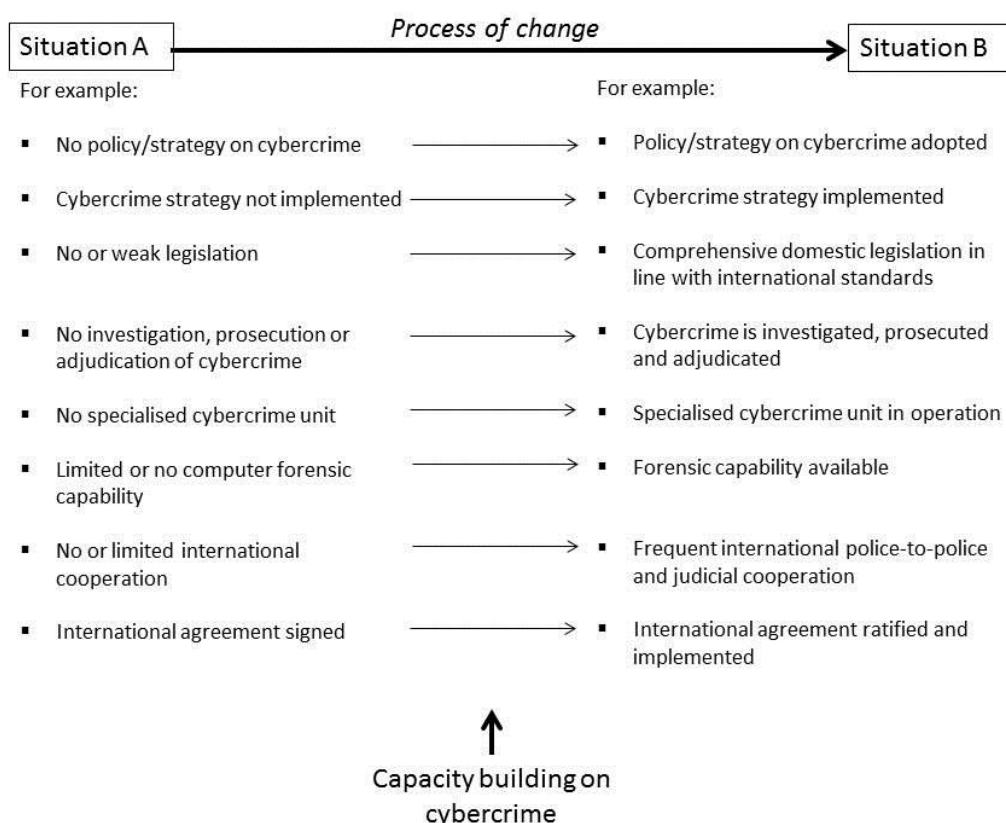 Process of change
Situation A
Situation B
For example:
For example:
▪ No policy/strategy on cybercrime
▪ Policy/strategy on cybercrime adopted
▪ Cybercrime strategy not implemented
▪ Cybercrime strategy implemented
▪ No or weak legislation
▪ Comprehensive domestic legislation in
line with international standards
▪ No investigation, prosecution or
adjudication of cybercrime
▪ Cybercrime is investigated, prosecuted
and adjudicated
▪ No specialised cybercrime unit
▪ Specialised cybercrime unit in operation
▪ Limited or no computer forensic
capability
▪ Forensic capability available
▪ No or limited international
cooperation
▪ Frequent international police-to-police
and judicial cooperation
▪ International agreement signed
▪ International agreement ratified and
implemented
Capacity building on
cybercrime